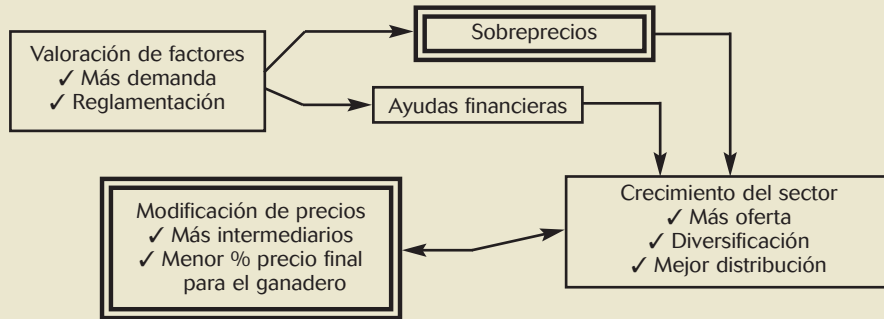 Valoración de factores
✓ Más demanda
✓ Reglamentación
Sobreprecios
Ayudas financieras
Crecimiento del sector
✓ Más oferta
✓ Diversificación
✓ Mejor distribución
Modificación de precios
✓ Más intermediarios
✓ Menor % precio final
para el ganadero